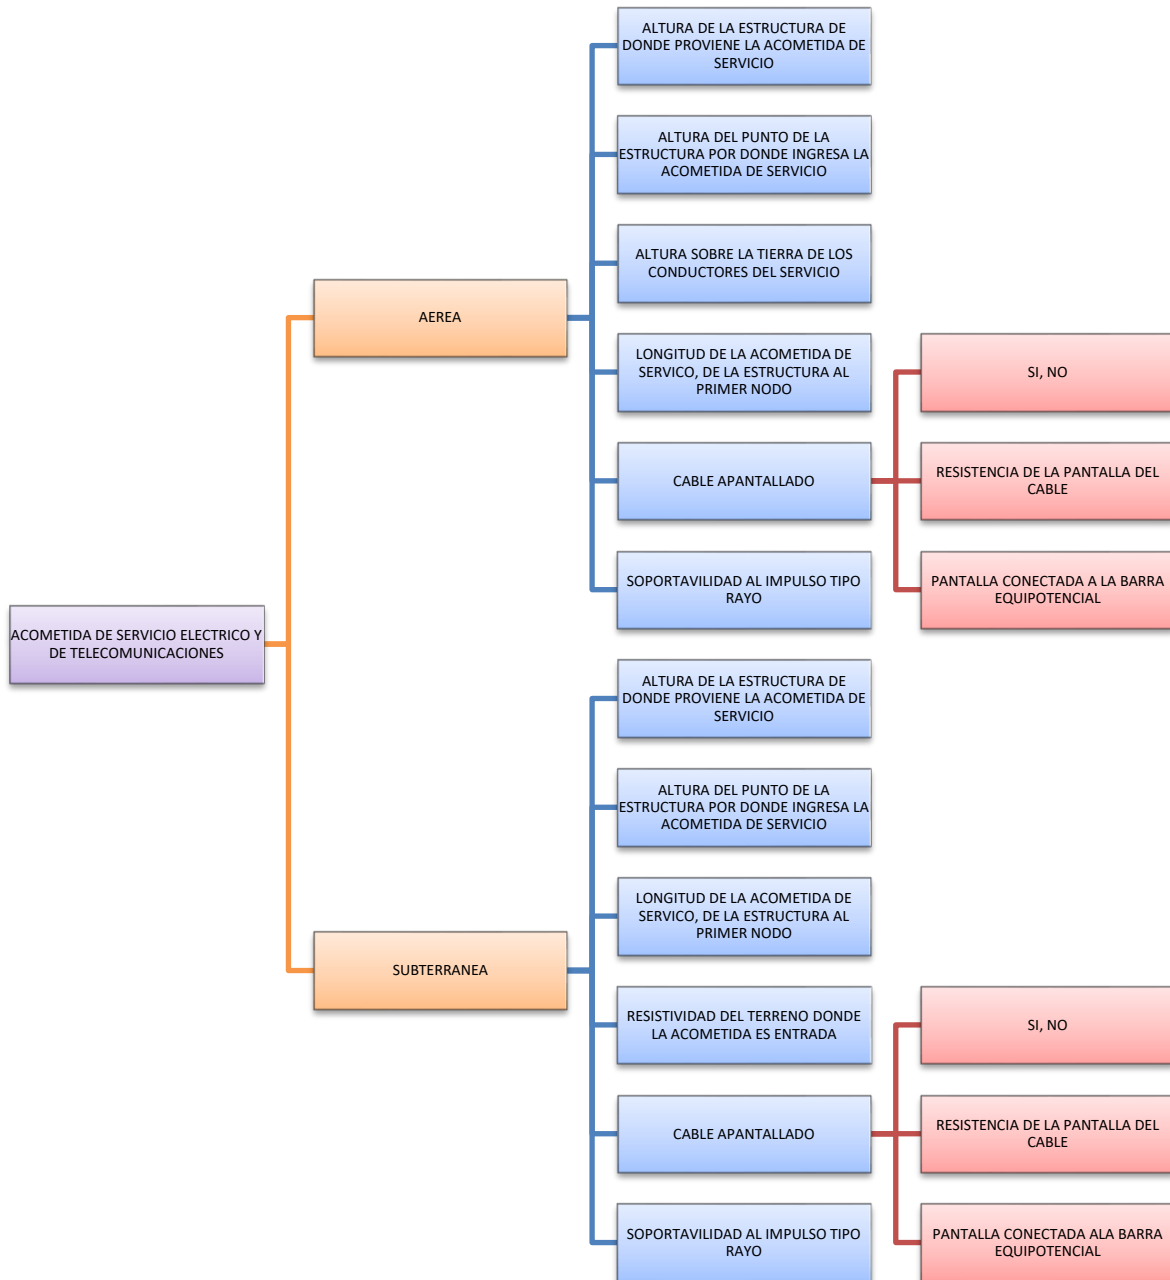 ALTURA DE LA ESTRUCTURA DE
DONDE PROVIENE LA ACOMETIDA DE
SERVICIO
ALTURA DEL PUNTO DE LA
ESTRUCTURA POR DONDE INGRESA LA
ACOMETIDA DE SERVICIO
ALTURA SOBRE LA TIERRA DE LOS
CONDUCTORES DEL SERVICIO
AEREA
LONGITUD DE LA ACOMETIDA DE
SERVICO, DE LA ESTRUCTURA AL
PRIMER NODO
SI, NO
CABLE APANTALLADO
RESISTENCIA DE LA PANTALLA DEL
CABLE
SOPORTAVILIDAD AL IMPULSO TIPO
RAYO
PANTALLA CONECTADA A LA BARRA
EQUIPOTENCIAL
ACOMETIDA DE SERVICIO ELECTRICO Y
DE TELECOMUNICACIONES
ALTURA DE LA ESTRUCTURA DE
DONDE PROVIENE LA ACOMETIDA DE
SERVICIO
ALTURA DEL PUNTO DE LA
ESTRUCTURA POR DONDE INGRESA LA
ACOMETIDA DE SERVICIO
LONGITUD DE LA ACOMETIDA DE
SERVICO, DE LA ESTRUCTURA AL
PRIMER NODO
SUBTERRANEA
RESISTIVIDAD DEL TERRENO DONDE
LA ACOMETIDA ES ENTRADA
SI, NO
CABLE APANTALLADO
RESISTENCIA DE LA PANTALLA DEL
CABLE
SOPORTAVILIDAD AL IMPULSO TIPO
RAYO
PANTALLA CONECTADA ALA BARRA
EQUIPOTENCIAL